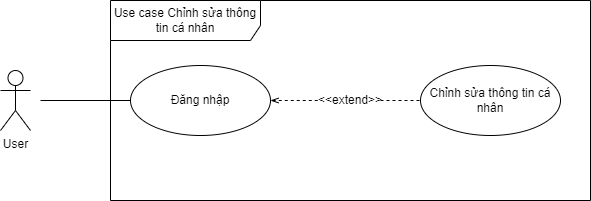 Use case Chỉnh sửa thông
tin cá nhân
Đăng nhập
<<extend>>
Chỉnh sửa thông tin cá
nhân
User